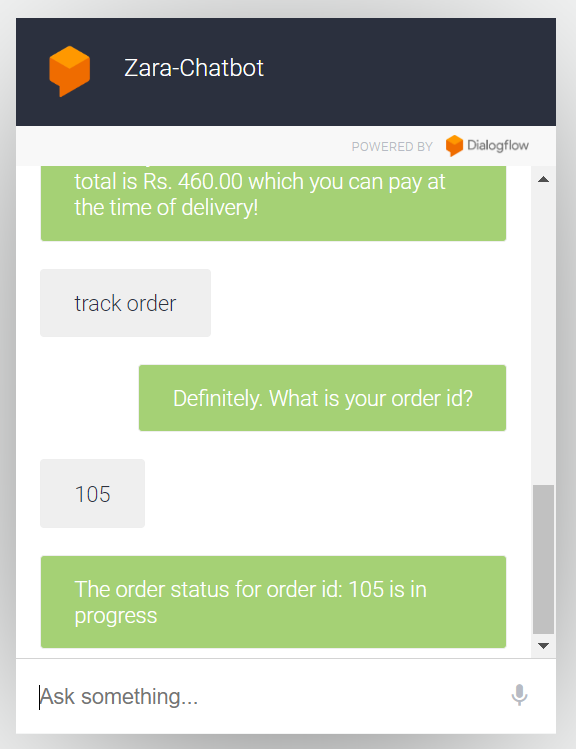 Zara-Chatbot
POWERED BY Dialogflow
total is Rs. 460.00 which you can pay at
the time of delivery!
track order
Definitely. What is your order id?
105
The order status for order id: 105 is in
progress
Ask something...